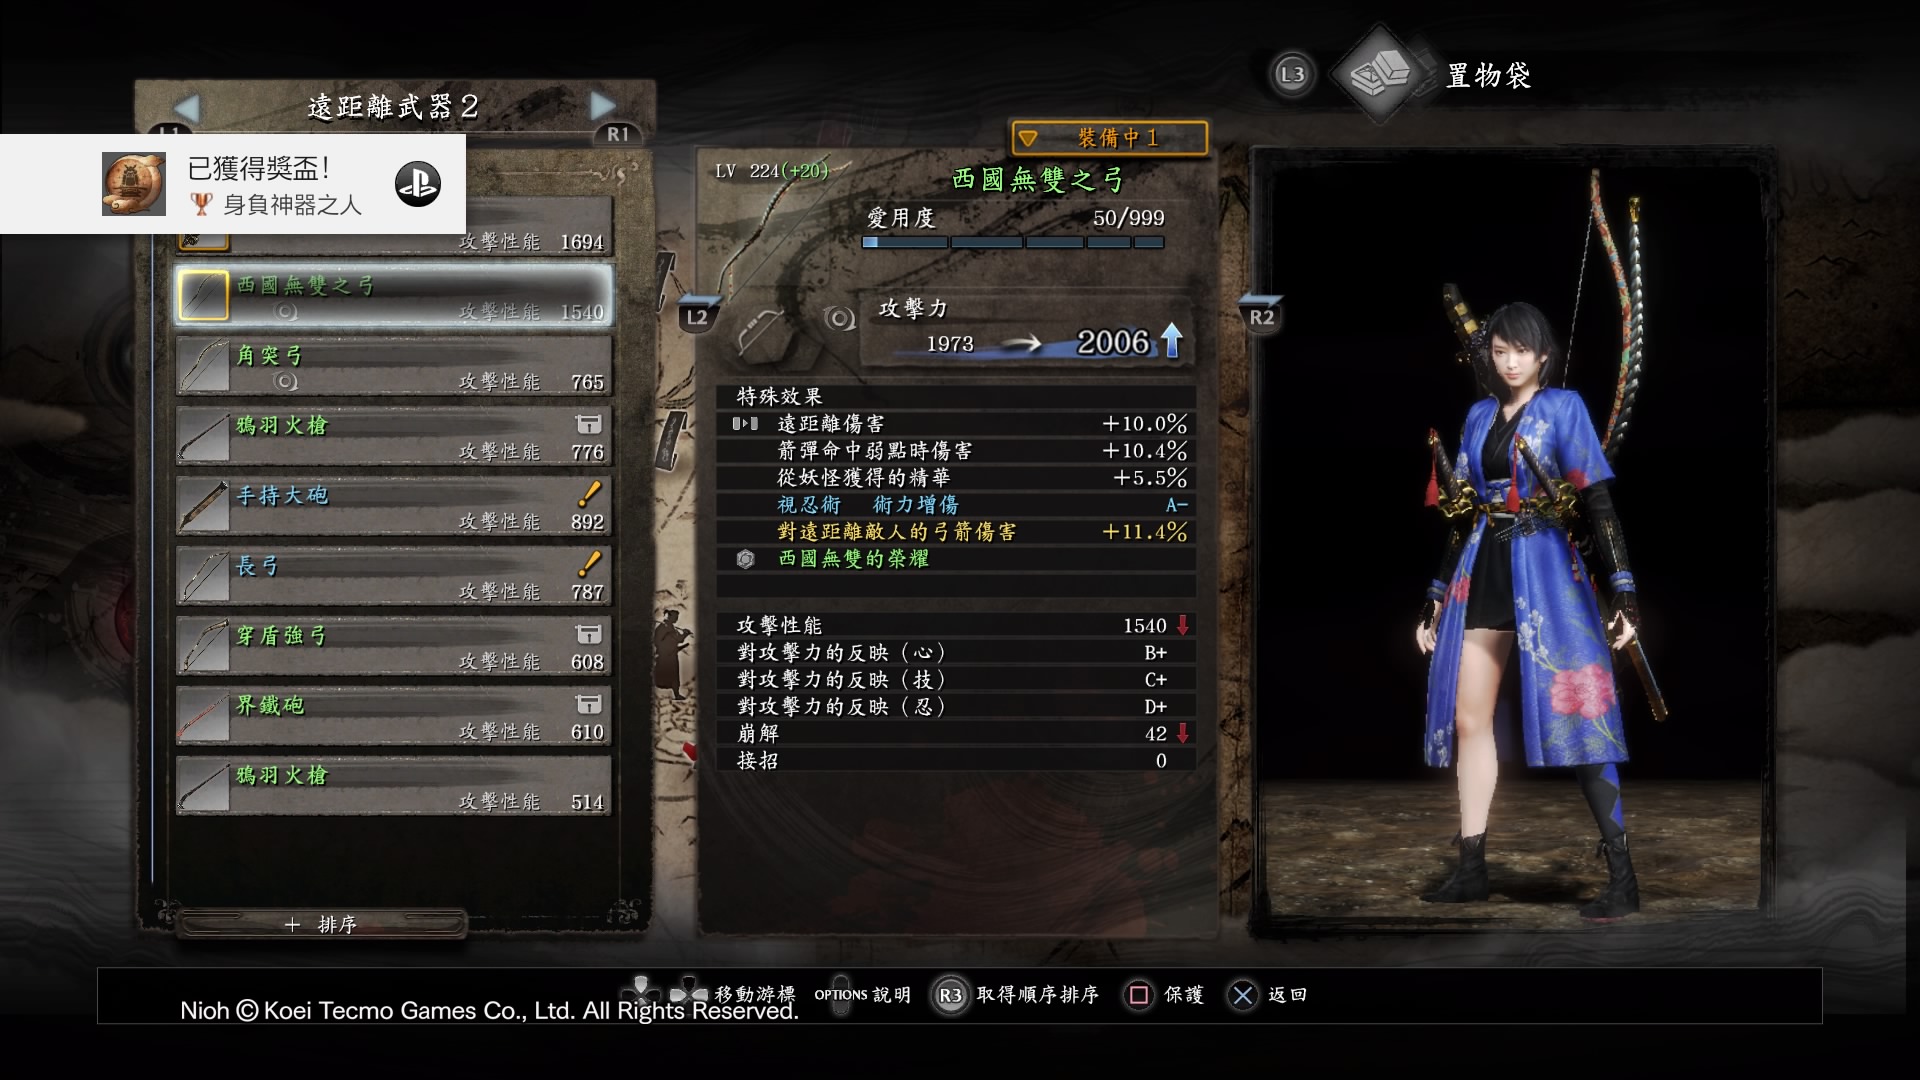 L3
置物袋
遠距離武器2
L1
R1
已獲得獎盃!
身負神器之人
攻擊性能 1694
西國無雙之弓
攻擊性能 1540
角突弓
攻擊性能 765
鴉羽火槍
攻擊性能 776
手持大砲
攻擊性能 892
長弓
攻擊性能 787
穿盾強弓
攻擊性能 608
界鐵砲
攻擊性能 610
鴉羽火槍
攻擊性能 514
+ 排序
裝備中1
LV 224(+20)
西國無雙之弓
愛用度 50/999
L2
R2
攻擊力
1973 2006
特殊效果
遠距離傷害 +10.0%
箭彈命中弱點時傷害 +10.4%
從妖怪獲得的精華 +5.5%
視忍術 術力增傷 A-
對遠距離敵人的弓箭傷害 +11.4%
西國無雙的榮耀
攻擊性能 1540
對攻擊力的反映(心) B+
對攻擊力的反映(技) C+
對攻擊力的反映(忍) D+
崩解 42
接招 0
移動游標 OPTIONS 說明 R3 取得順序排序 保護 返回
Nioh © Koei Tecmo Games Co., Ltd. All Rights Reserved.